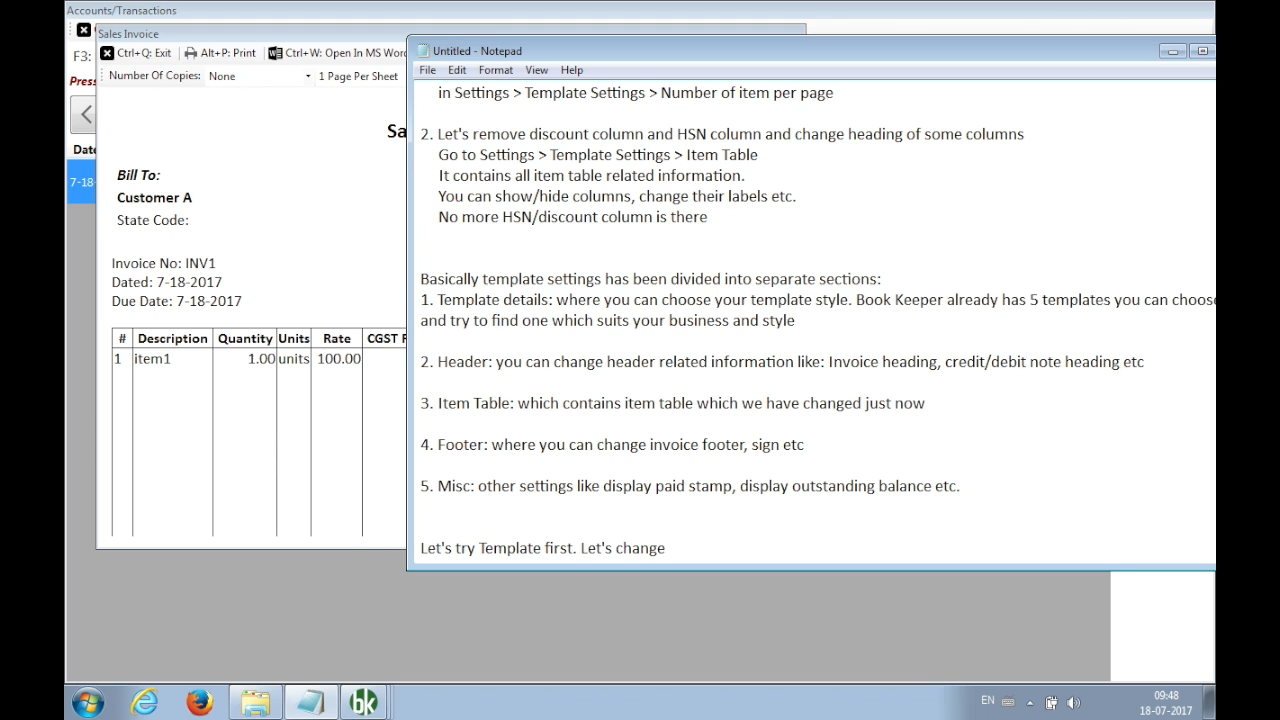 Accounts/Transactions
Sales Invoice
Ctrl+Q: Exit Alt+P: Print Ctrl+W: Open In MS Wor
F3:
Number Of Copies: None 1 Page Per Sheet
Press
Sa
Date
Bill To:
7-18-
Customer A
State Code:
Invoice No: INV1
Dated: 7-18-2017
Due Date: 7-18-2017
# Description Quantity Units Rate CGST
1 item1 1.00 units 100.00
Untitled - Notepad
File Edit Format View Help
in Settings > Template Settings > Number of item per page
2. Let's remove discount column and HSN column and change heading of some columns
Go to Settings > Template Settings > Item Table
It contains all item table related information.
You can show/hide columns, change their labels etc.
No more HSN/discount column is there
Basically template settings has been divided into separate sections:
1. Template details: where you can choose your template style. Book Keeper already has 5 templates you can choose
and try to find one which suits your business and style
2. Header: you can change header related information like: Invoice heading, credit/debit note heading etc
3. Item Table: which contains item table which we have changed just now
4. Footer: where you can change invoice footer, sign etc
5. Misc: other settings like display paid stamp, display outstanding balance etc.
Let's try Template first. Let's change
bk
EN
09:48
18-07-2017